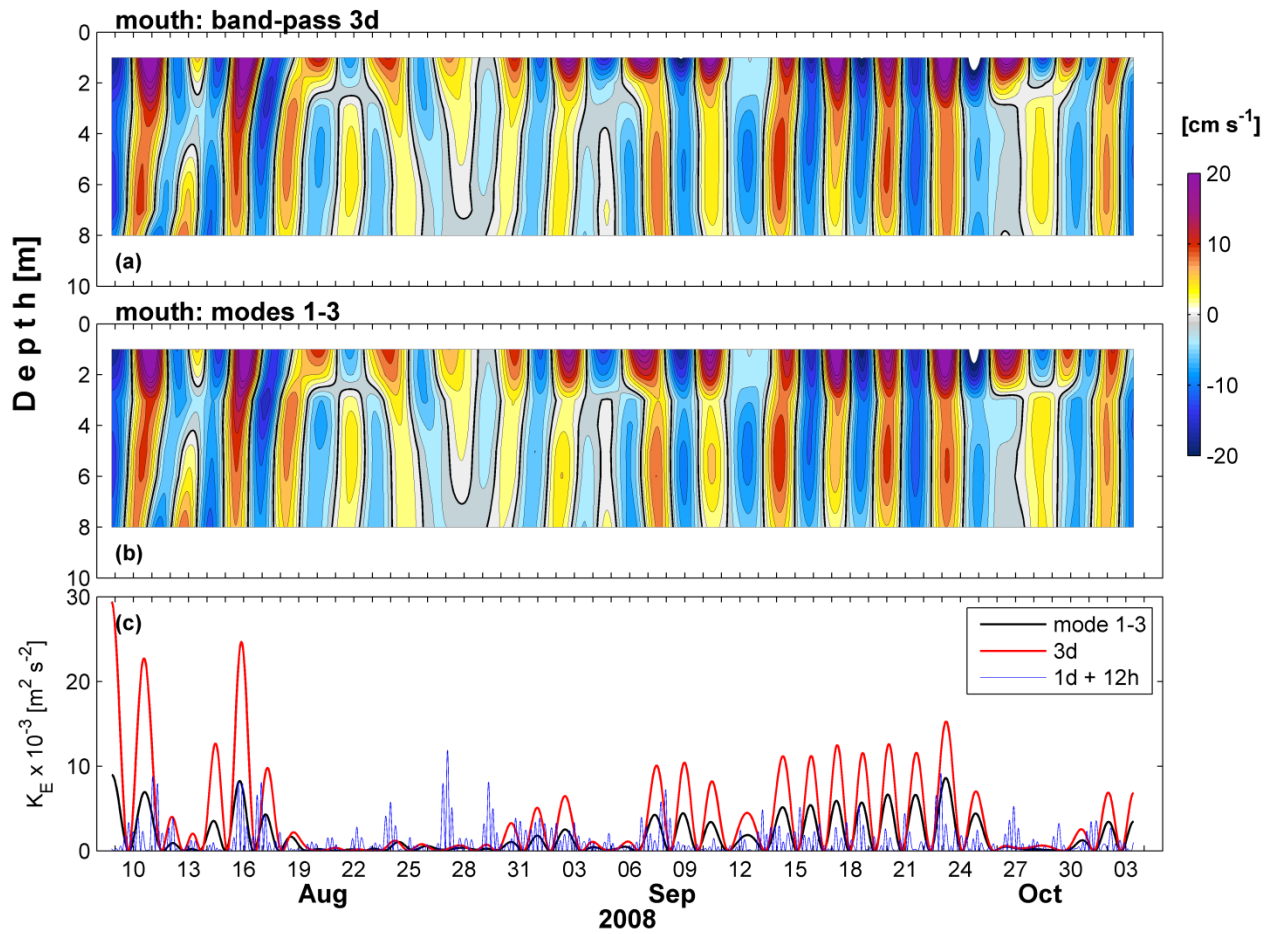 mouth: band-pass 3d
0
2
4
6
8
10
(a)
[cm s-1]
20
10
0
-10
-20
Depth [m]
mouth: modes 1-3
0
2
4
6
8
10
(b)
30
20
10
0
KE x 10-3 [m2 s-2]
(c)
mode 1-3
3d
1d + 12h
10 13 16 19 22 25 28 31 03 06 09 12 15 18 21 24 27 30 03
Aug Sep Oct
2008